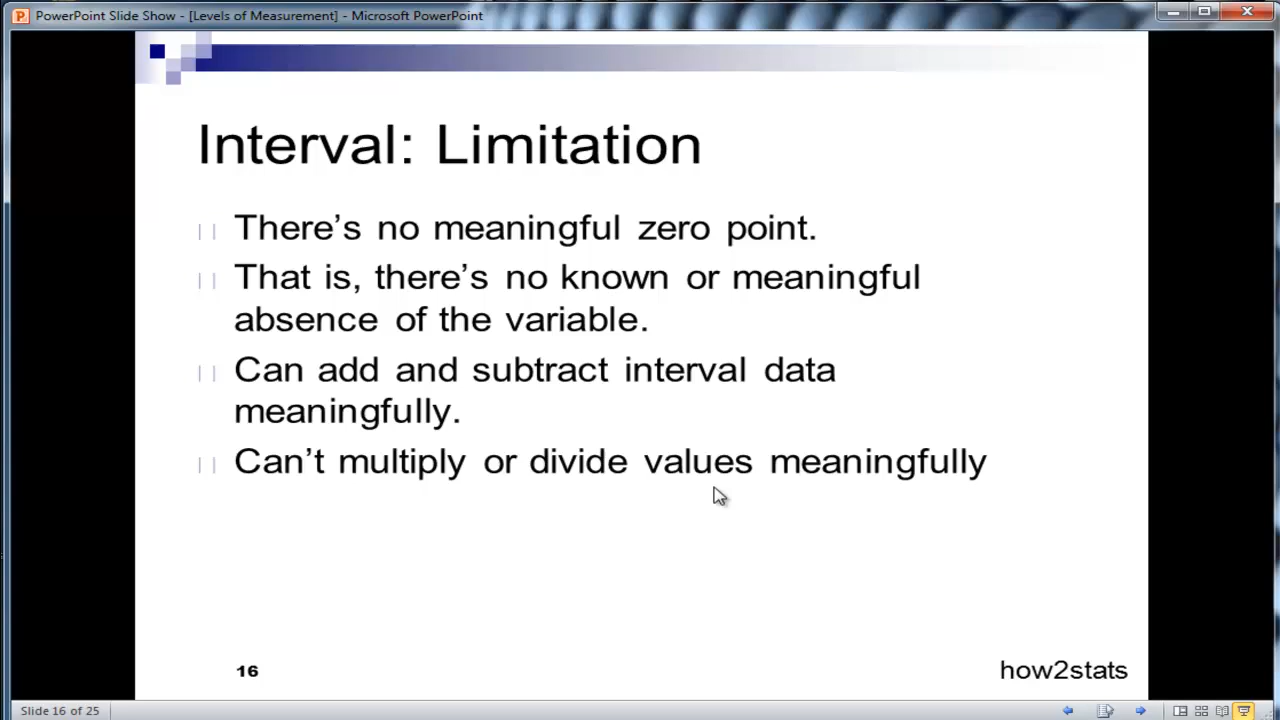 PowerPoint Slide Show - [Levels of Measurement] - Microsoft PowerPoint
Interval: Limitation
There's no meaningful zero point.
That is, there's no known or meaningful
absence of the variable.
Can add and subtract interval data
meaningfully.
Can't multiply or divide values meaningfully
16
how2stats
Slide 16 of 25